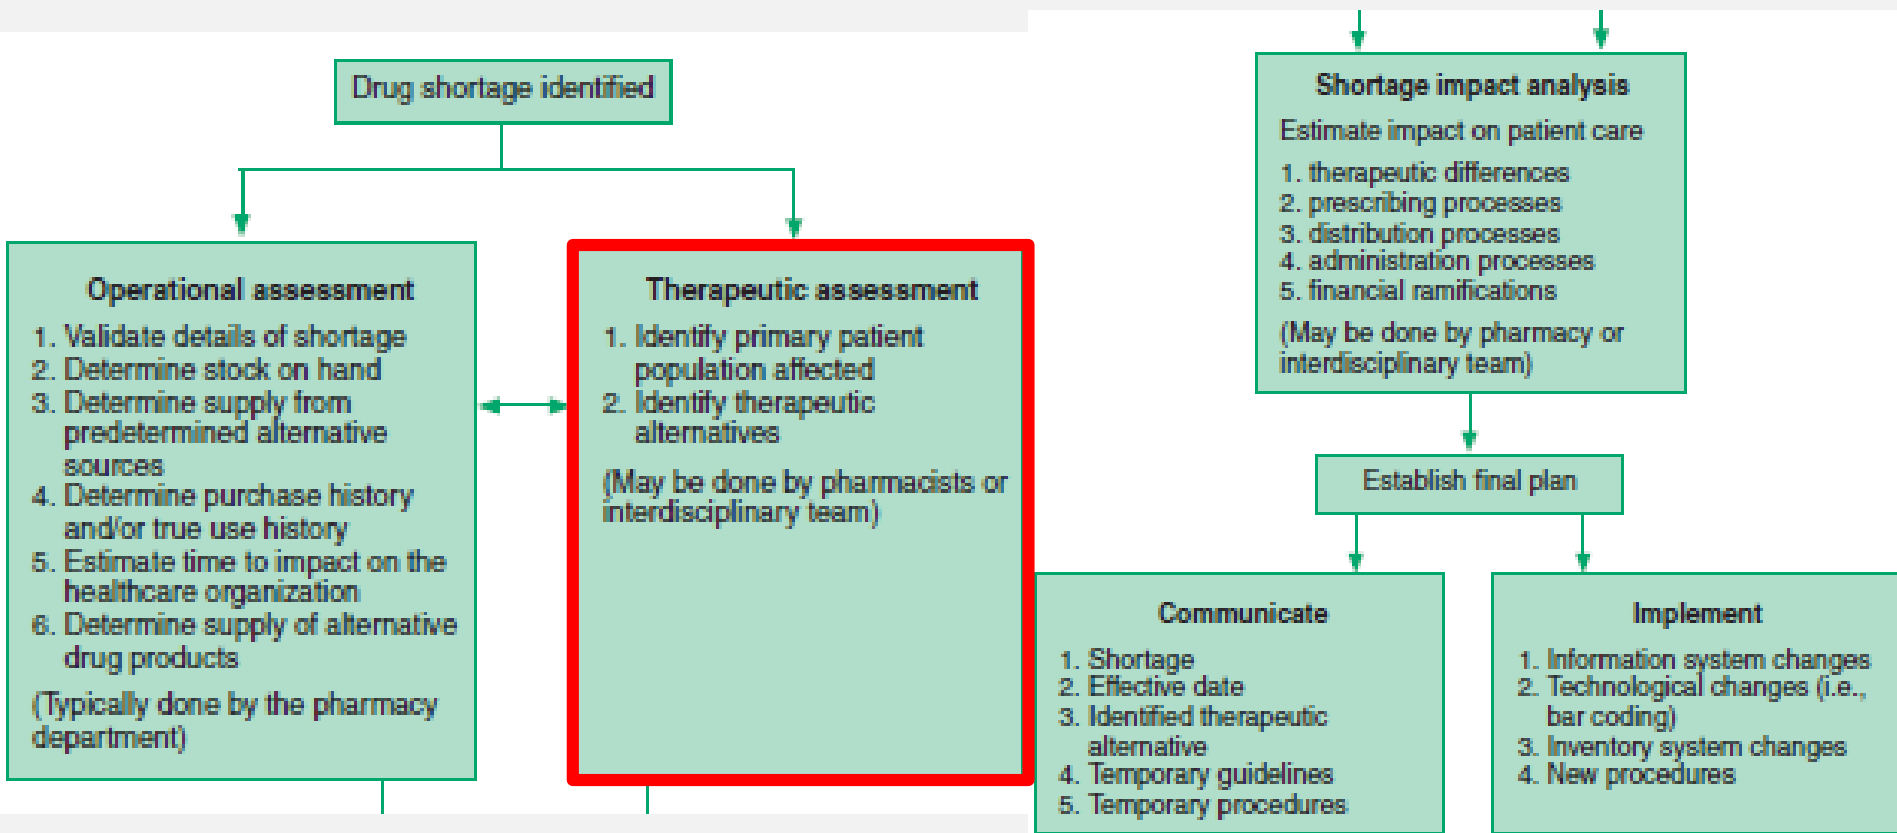 Drug shortage identified
Operational assessment
1. Validate details of shortage
2. Determine stock on hand
3. Determine supply from
predetermined alternative
sources
4. Determine purchase history
and/or true use history
5. Estimate time to impact on the
healthcare organization
6. Determine supply of alternative
drug products
(Typically done by the pharmacy
department)
Therapeutic assessment
1. Identify primary patient
population affected
2. Identify therapeutic
alternatives
(May be done by pharmacists or
interdisciplinary team)
Shortage impact analysis
Estimate impact on patient care
1. therapeutic differences
2. prescribing processes
3. distribution processes
4. administration processes
5. financial ramifications
(May be done by pharmacy or
interdisciplinary team)
Establish final plan
Communicate
1. Shortage
2. Effective date
3. Identified therapeutic
alternative
4. Temporary guidelines
5. Temporary procedures
Implement
1. Information system changes
2. Technological changes (i.e.,
bar coding)
3. Inventory system changes
4. New procedures